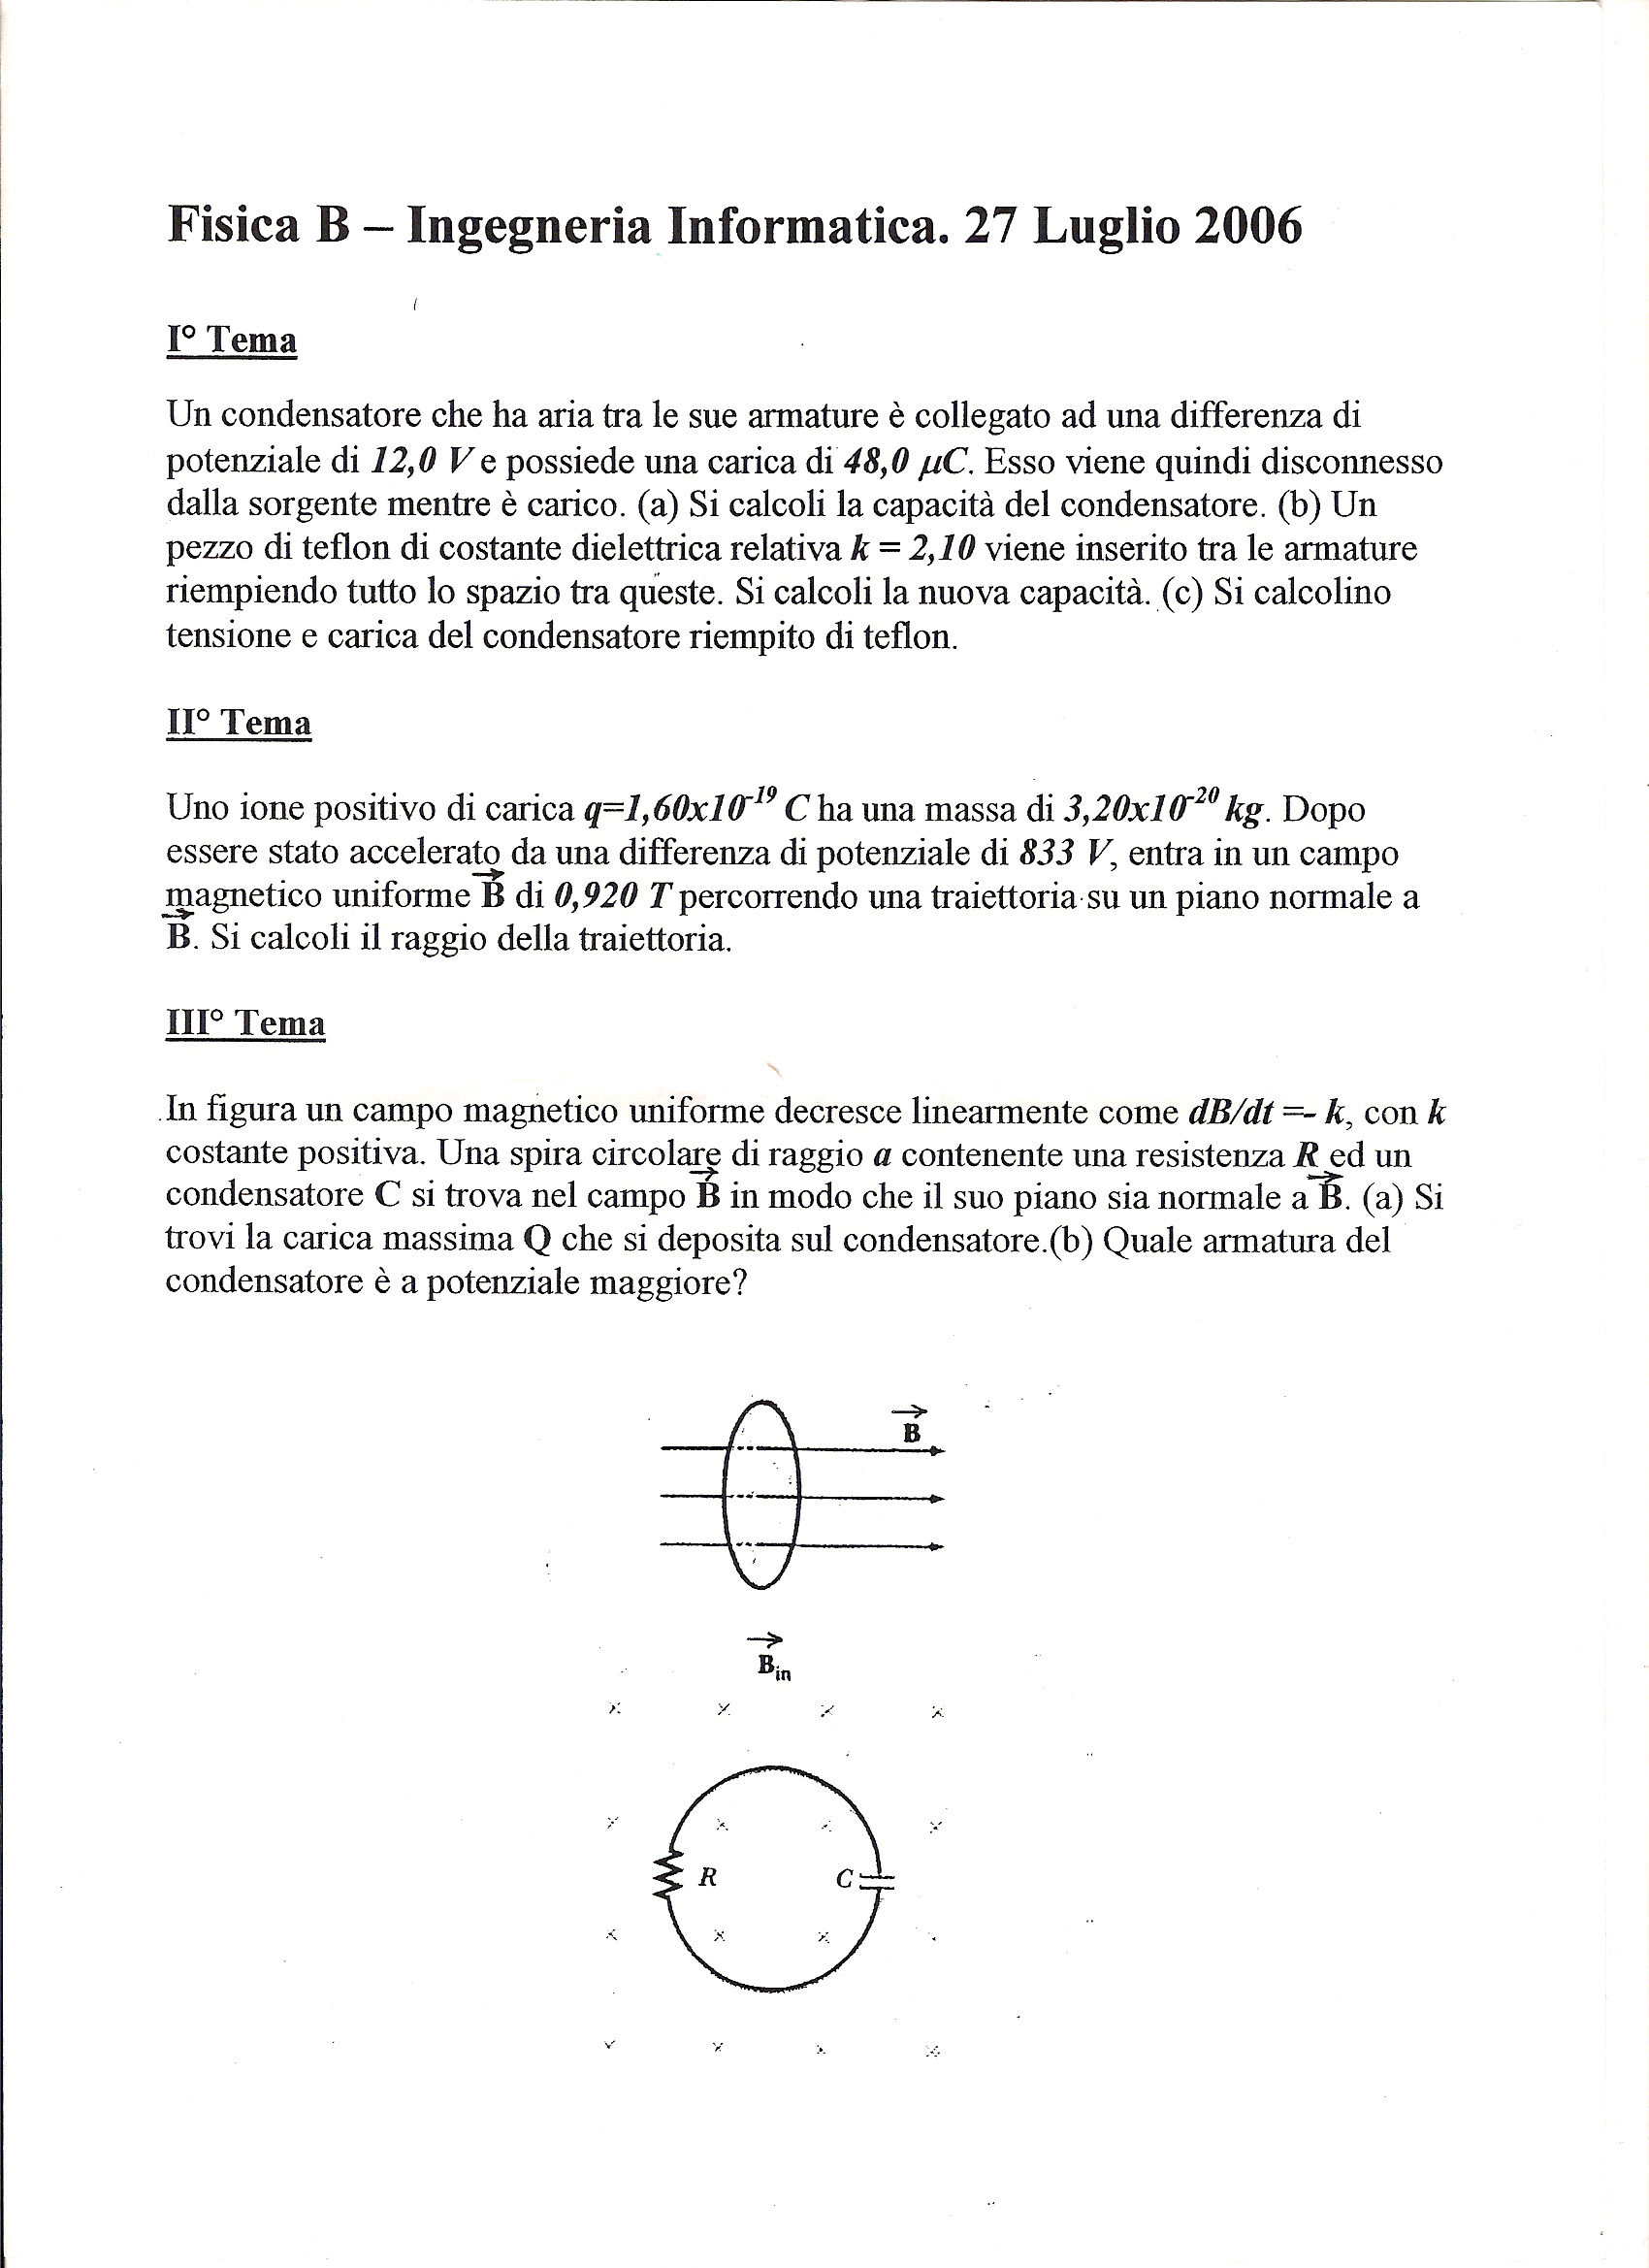 Fisica B – Ingegneria Informatica. 27 Luglio 2006
I° Tema
Un condensatore che ha aria tra le sue armature è collegato ad una differenza di
potenziale di 12,0 V e possiede una carica di 48,0 μC. Esso viene quindi disconnesso
dalla sorgente mentre è carico. (a) Si calcoli la capacità del condensatore. (b) Un
pezzo di teflon di costante dielettrica relativa k = 2,10 viene inserito tra le armature
riempiendo tutto lo spazio tra queste. Si calcoli la nuova capacità. (c) Si calcolino
tensione e carica del condensatore riempito di teflon.
II° Tema
Uno ione positivo di carica q=1,60x10⁻¹⁹ C ha una massa di 3,20x10⁻²⁰ kg. Dopo
essere stato accelerato da una differenza di potenziale di 833 V, entra in un campo
magnetico uniforme B di 0,920 T percorrendo una traiettoria su un piano normale a
B. Si calcoli il raggio della traiettoria.
III° Tema
In figura un campo magnetico uniforme decresce linearmente come dB/dt =- k, con k
costante positiva. Una spira circolare di raggio a contenente una resistenza R ed un
condensatore C si trova nel campo B in modo che il suo piano sia normale a B. (a) Si
trovi la carica massima Q che si deposita sul condensatore.(b) Quale armatura del
condensatore è a potenziale maggiore?
B
Bin
R
C